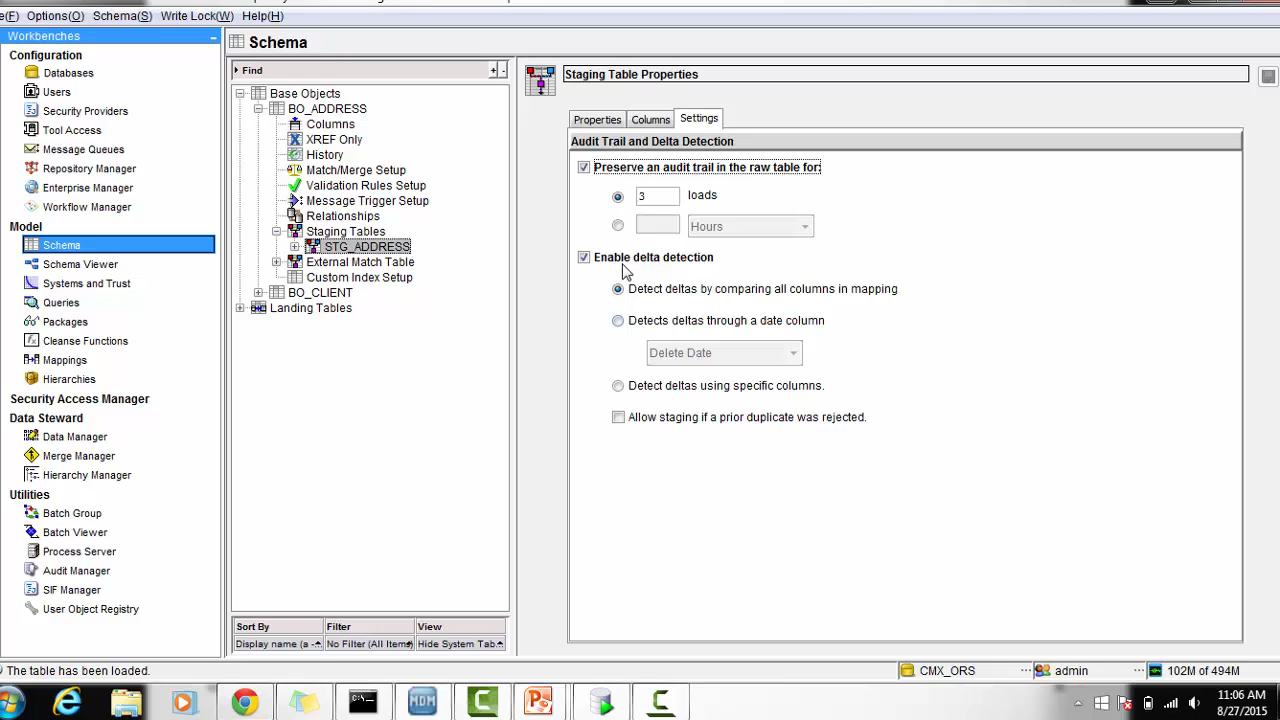 e(F) Options(O) Schema(S) Write Lock(W) Help(H)
Workbenches
Configuration
Databases
Users
Security Providers
Tool Access
Message Queues
Repository Manager
Enterprise Manager
Workflow Manager
Model
Schema
Schema Viewer
Systems and Trust
Queries
Packages
Cleanse Functions
Mappings
Hierarchies
Security Access Manager
Data Steward
Data Manager
Merge Manager
Hierarchy Manager
Utilities
Batch Group
Batch Viewer
Process Server
Audit Manager
SIF Manager
User Object Registry
Schema
Find
Base Objects
BO_ADDRESS
Columns
XREF Only
History
Match/Merge Setup
Validation Rules Setup
Message Trigger Setup
Relationships
Staging Tables
STG_ADDRESS
External Match Table
Custom Index Setup
BO_CLIENT
Landing Tables
Sort By Filter View
Display name (a - No Filter (All Items) Hide System Tab
Staging Table Properties
Properties Columns Settings
Audit Trail and Delta Detection
Preserve an audit trail in the raw table for:
3 loads
Hours
Enable delta detection
Detect deltas by comparing all columns in mapping
Detects deltas through a date column
Delete Date
Detect deltas using specific columns.
Allow staging if a prior duplicate was rejected.
The table has been loaded.
CMX_ORS admin 102M of 494M
MDM
11:06 AM
8/27/2015